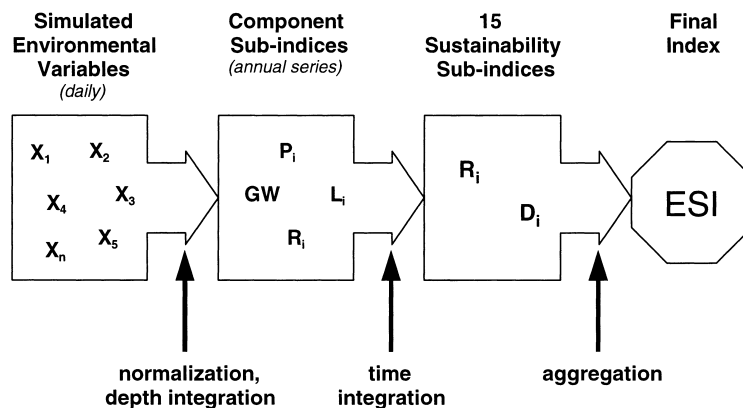 Simulated
Environmental
Variables
(daily)
Component
Sub-indices
(annual series)
15
Sustainability
Sub-indices
Final
Index
X₁ X₂
X₄ X₃
Xₙ X₅
Pᵢ
GW Lᵢ
Rᵢ
Rᵢ
Dᵢ
ESI
normalization,
depth integration
time
integration
aggregation